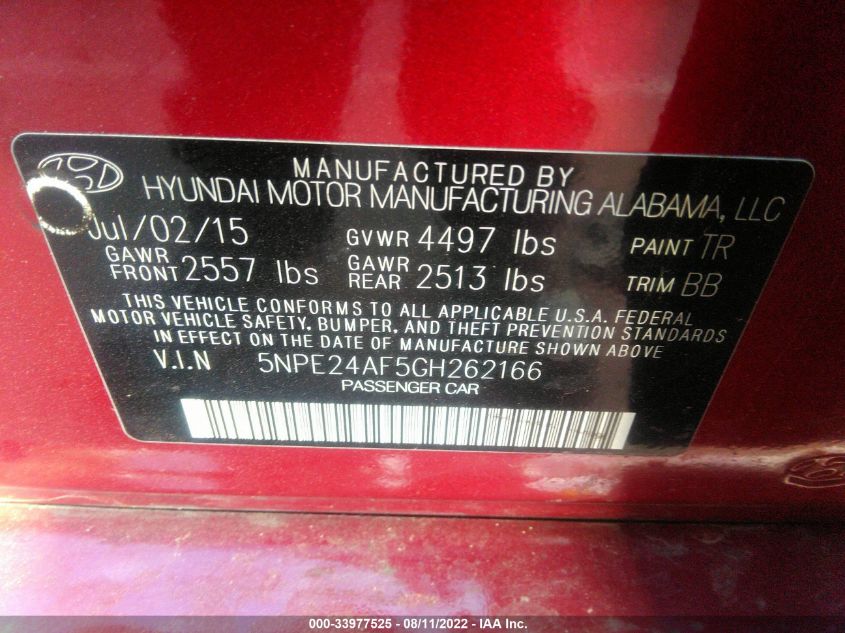 MANUFACTURED BY
HYUNDAI MOTOR MANUFACTURING ALABAMA, LLC
Jul/02/15 GVWR 4497 lbs PAINT TR
GAWR FRONT 2557 lbs GAWR REAR 2513 lbs TRIM BB
THIS VEHICLE CONFORMS TO ALL APPLICABLE U.S.A. FEDERAL
MOTOR VEHICLE SAFETY, BUMPER, AND THEFT PREVENTION STANDARDS
IN EFFECT ON THE DATE OF MANUFACTURE SHOWN ABOVE
V.I.N 5NPE24AF5GH262166
PASSENGER CAR
000-33977525 - 08/11/2022 - IAA Inc.